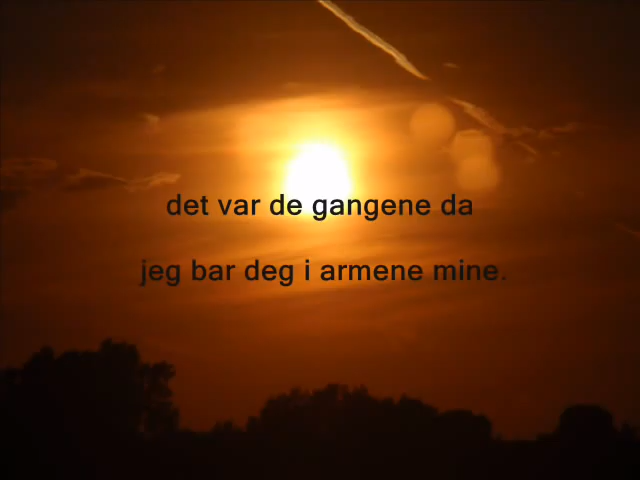 det var de gangene da
jeg bar deg i armene mine.